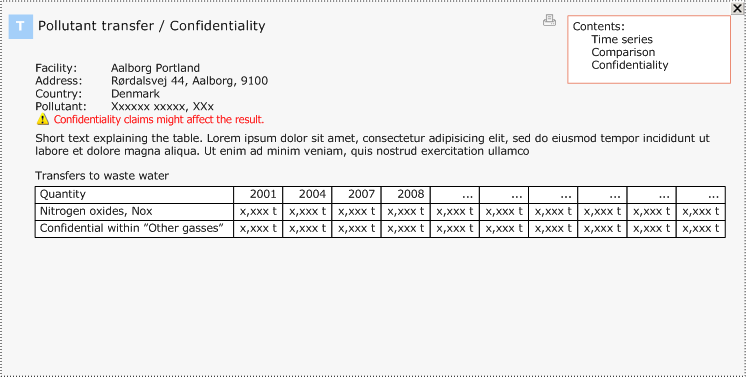 T Pollutant transfer / Confidentiality
Contents:
Time series
Comparison
Confidentiality
Facility: Aalborg Portland
Address: Rørdalsvej 44, Aalborg, 9100
Country: Denmark
Pollutant: Xxxxxx xxxxx, XXx
Confidentiality claims might affect the result.
Short text explaining the table. Lorem ipsum dolor sit amet, consectetur adipisicing elit, sed do eiusmod tempor incididunt ut
labore et dolore magna aliqua. Ut enim ad minim veniam, quis nostrud exercitation ullamco
Transfers to waste water
Quantity 2001 2004 2007 2008 ... ... ... ... ... ...
Nitrogen oxides, Nox x,xxx t x,xxx t x,xxx t x,xxx t x,xxx t x,xxx t x,xxx t x,xxx t x,xxx t x,xxx t
Confidential within ”Other gasses” x,xxx t x,xxx t x,xxx t x,xxx t x,xxx t x,xxx t x,xxx t x,xxx t x,xxx t x,xxx t